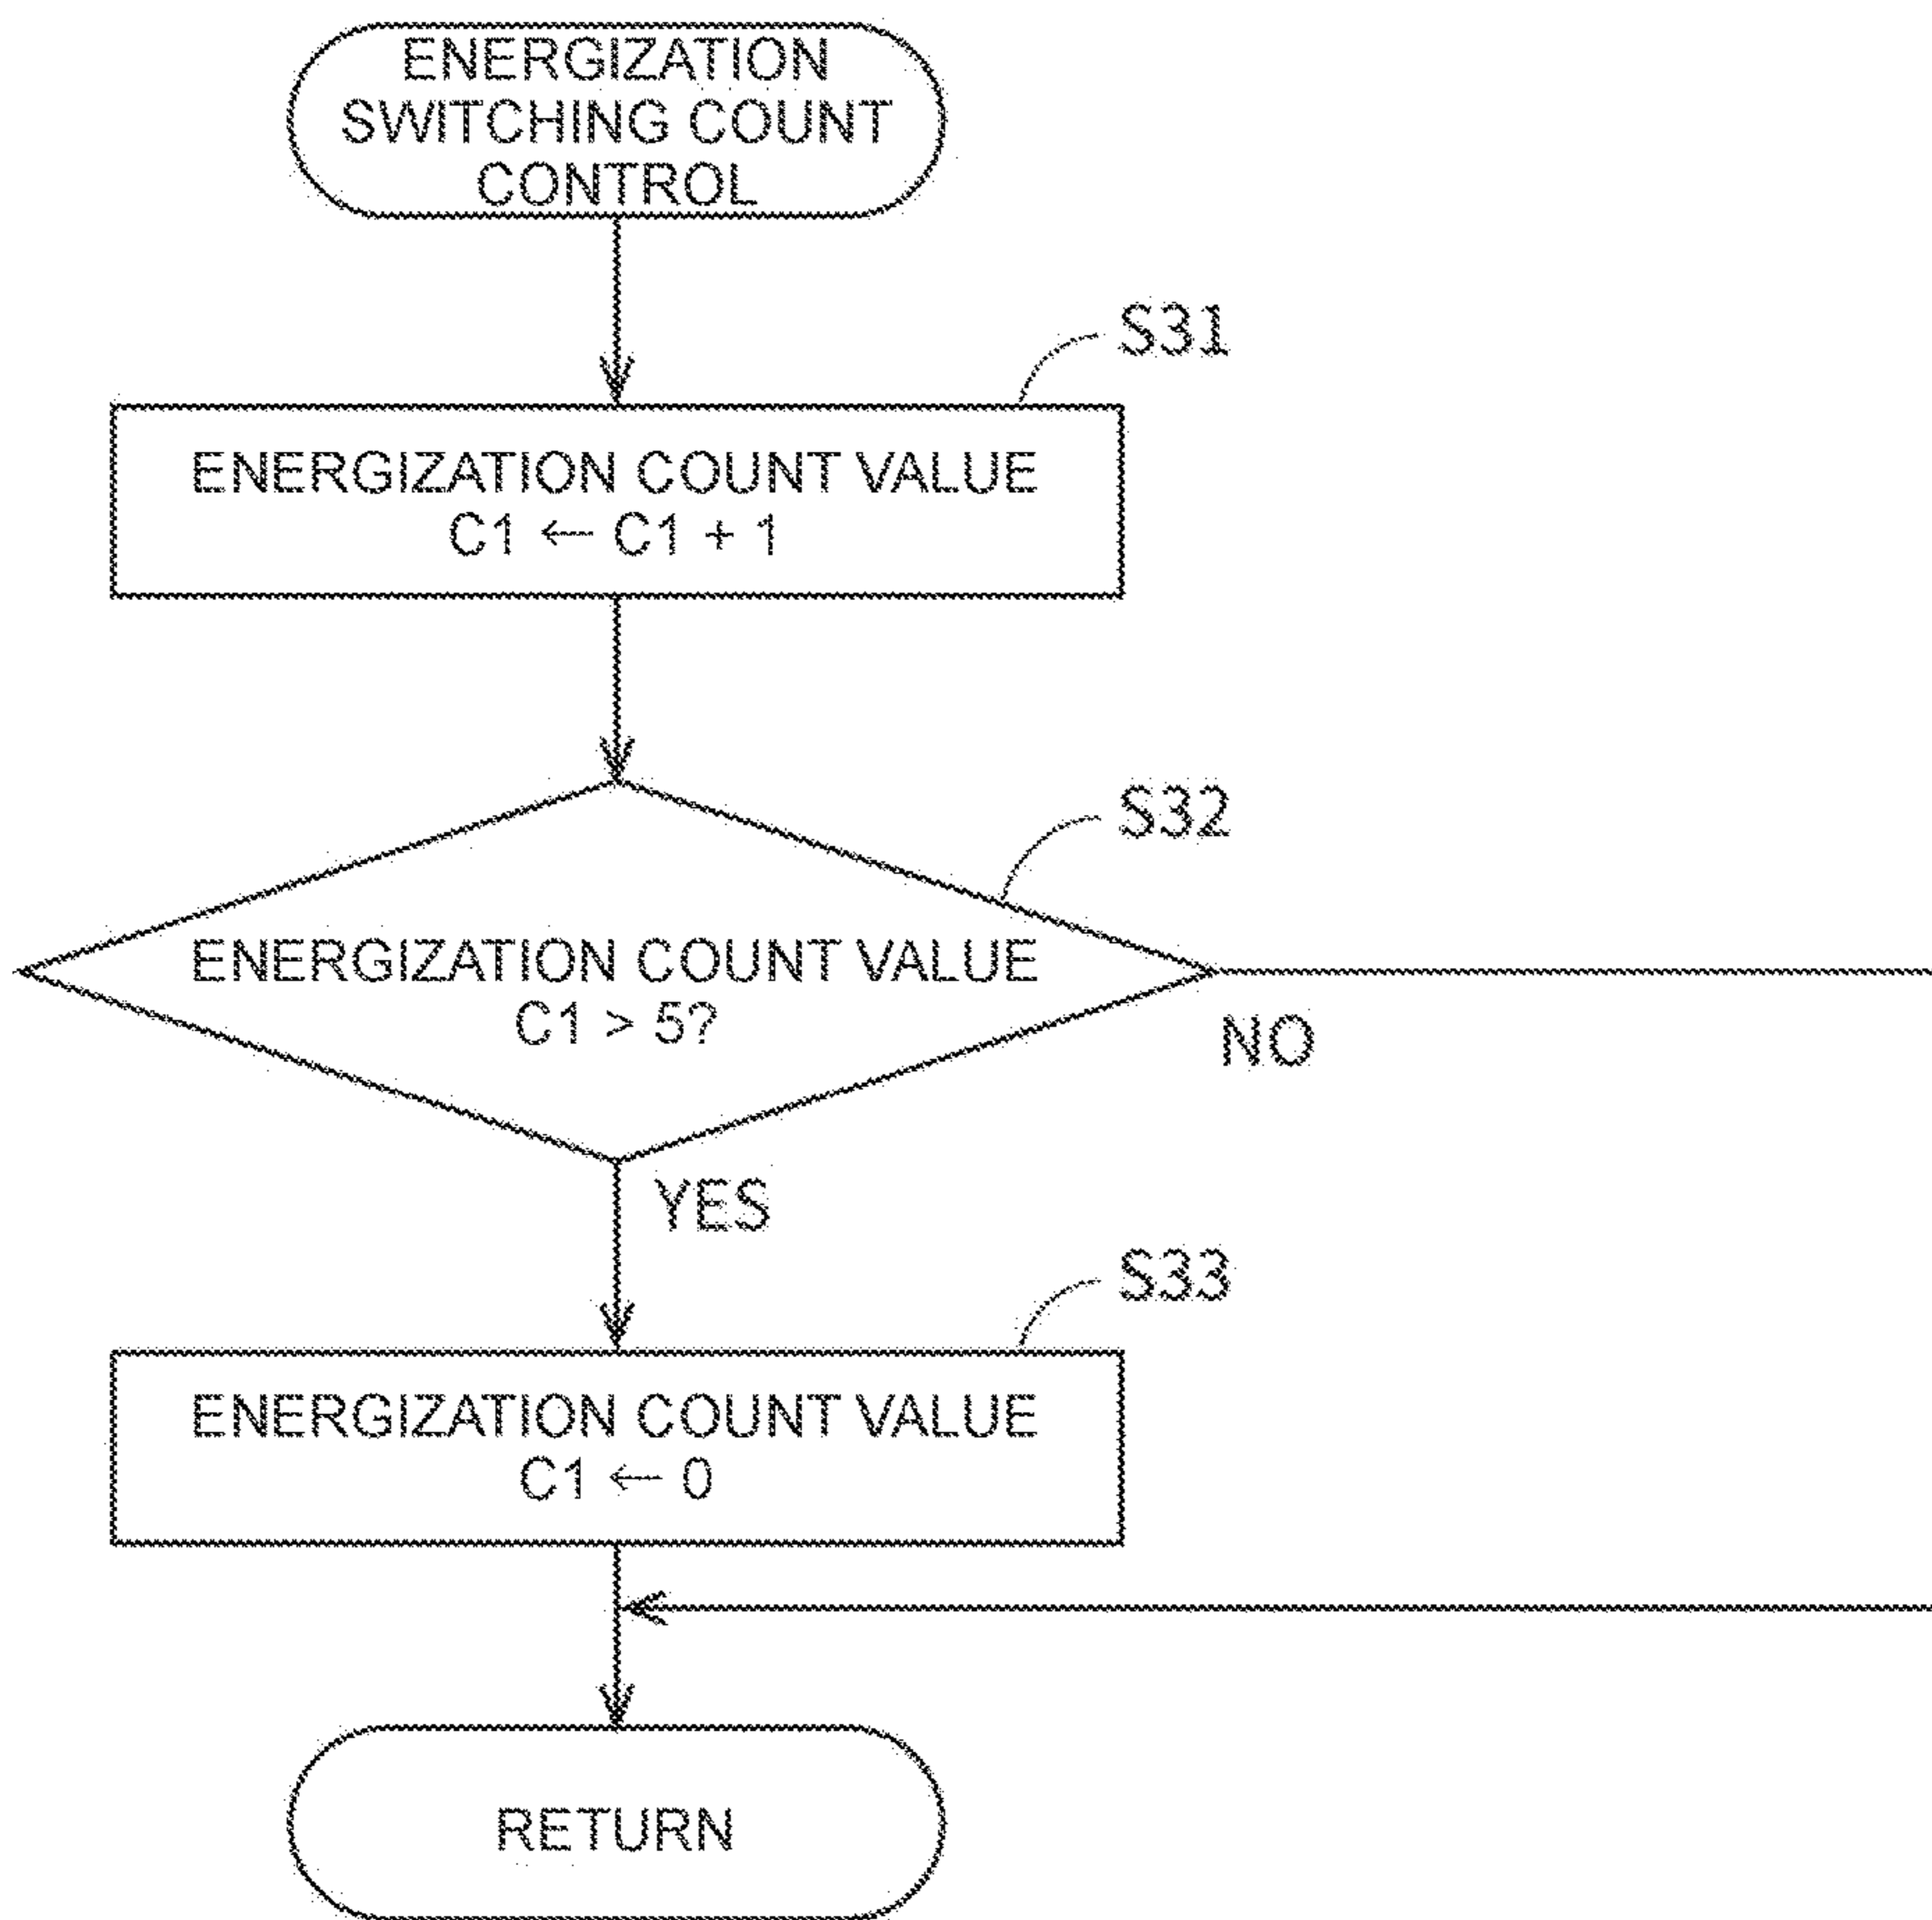 ENERGIZATION
SWITCHING COUNT
CONTROL
S31
ENERGIZATION COUNT VALUE
C1 ← C1 + 1
S32
ENERGIZATION COUNT VALUE
C1 > 5?
NO
YES
S33
ENERGIZATION COUNT VALUE
C1 ← 0
RETURN